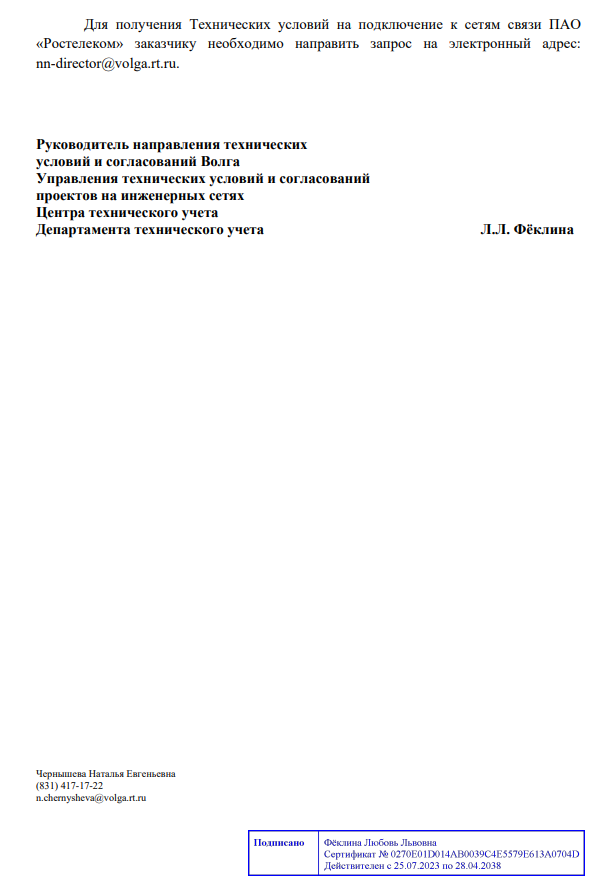 Для получения Технических условий на подключение к сетям связи ПАО
«Ростелеком» заказчику необходимо направить запрос на электронный адрес:
nn-director@volga.rt.ru.
Руководитель направления технических
условий и согласований Волга
Управления технических условий и согласований
проектов на инженерных сетях
Центра технического учета
Департамента технического учета Л.Л. Фёклина
Чернышева Наталья Евгеньевна
(831) 417-17-22
n.chernysheva@volga.rt.ru
Подписано Фёклина Любовь Львовна
Сертификат № 0270E01D014AB0039C4E5579E613A0704D
Действителен с 25.07.2023 по 28.04.2038